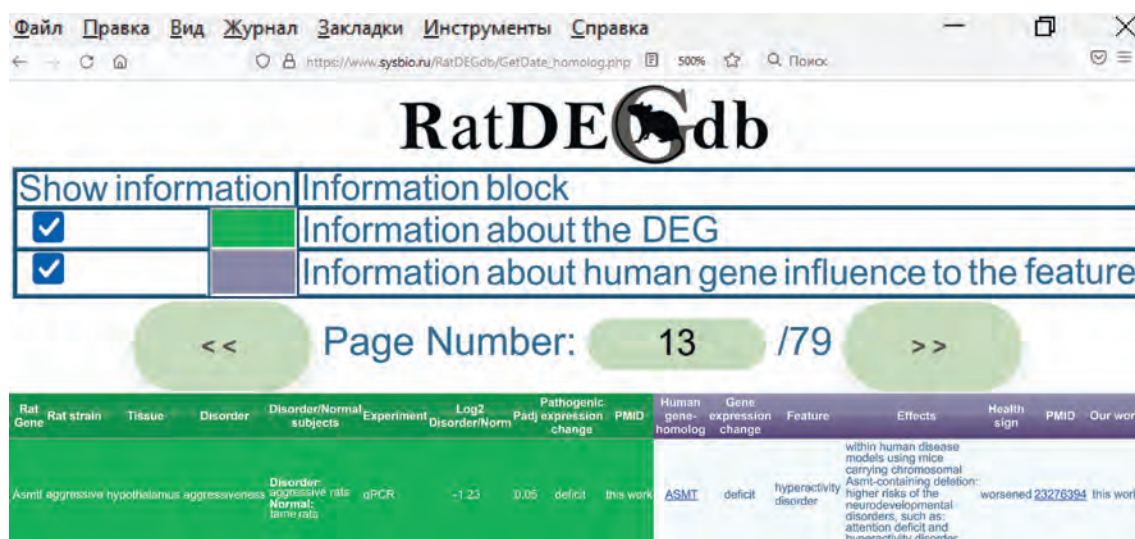 Файл Правка Вид Журнал Закладки Инструменты Справка
https://www.sysbio.ru/RatDEGdb/GetDate_homolog.php 500% Поиск
RatDEGdb
Show information Information block
Information about the DEG
Information about human gene influence to the feature
<< Page Number: 13 /79 >>
Rat Gene Rat strain Tissue Disorder Disorder/Normal subjects Experiment Log2 Disorder/Norm Padj Pathogenic expression change PMID Human gene-homolog Gene expression change Feature Effects Health sign PMID Our wor
within human disease
models using mice
carrying chromosomal
Asmt-containing deletion:
higher risks of the
neurodevelopmental
disorders, such as:
attention deficit and
hyperactivity disorder
aggressive hypothalamus aggressiveness
Disorder:
aggressive rats
Normal:
tame rats
qPCR -1.23 0.05 deficit this work ASMT deficit
hyperactivity
disorder
worsened 23276394 this work